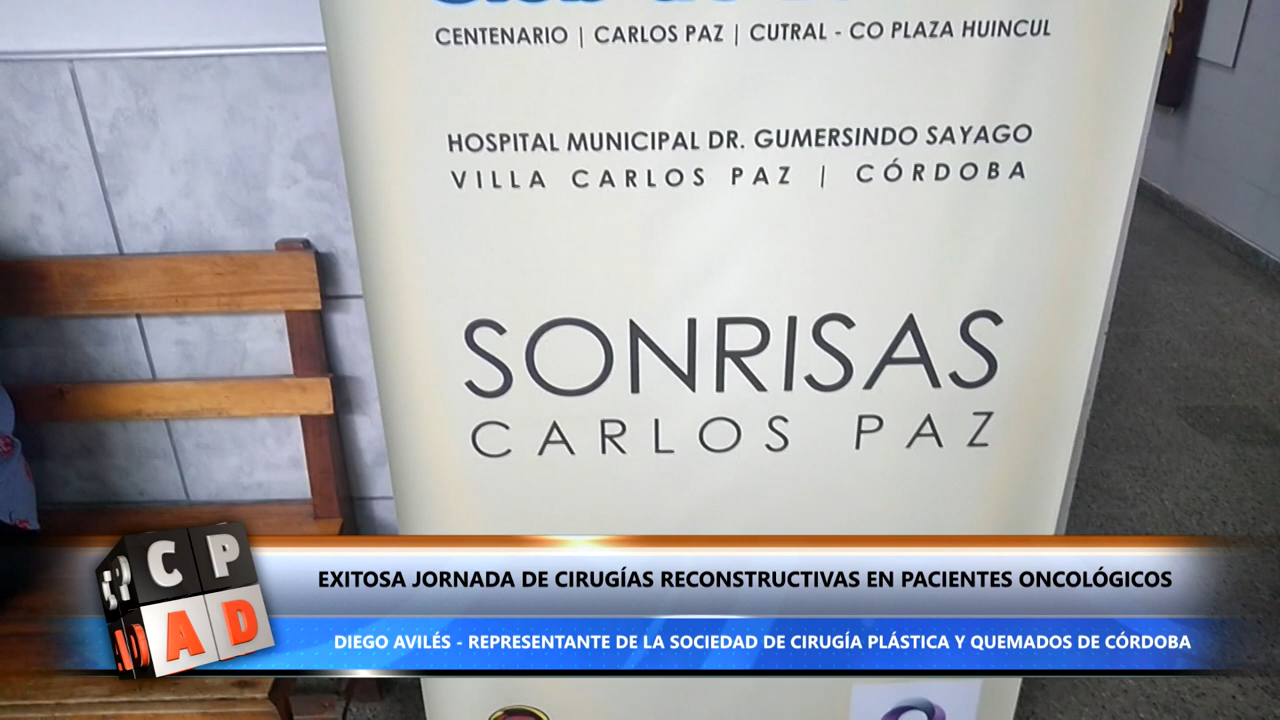 CENTENARIO | CARLOS PAZ | CUTRAL - CO PLAZA HUINCUL
HOSPITAL MUNICIPAL DR. GUMERSINDO SAYAGO
VILLA CARLOS PAZ | CÓRDOBA
SONRISAS
CARLOS PAZ
CP
AD
EXITOSA JORNADA DE CIRUGÍAS RECONSTRUCTIVAS EN PACIENTES ONCOLÓGICOS
DIEGO AVILÉS - REPRESENTANTE DE LA SOCIEDAD DE CIRUGÍA PLÁSTICA Y QUEMADOS DE CÓRDOBA